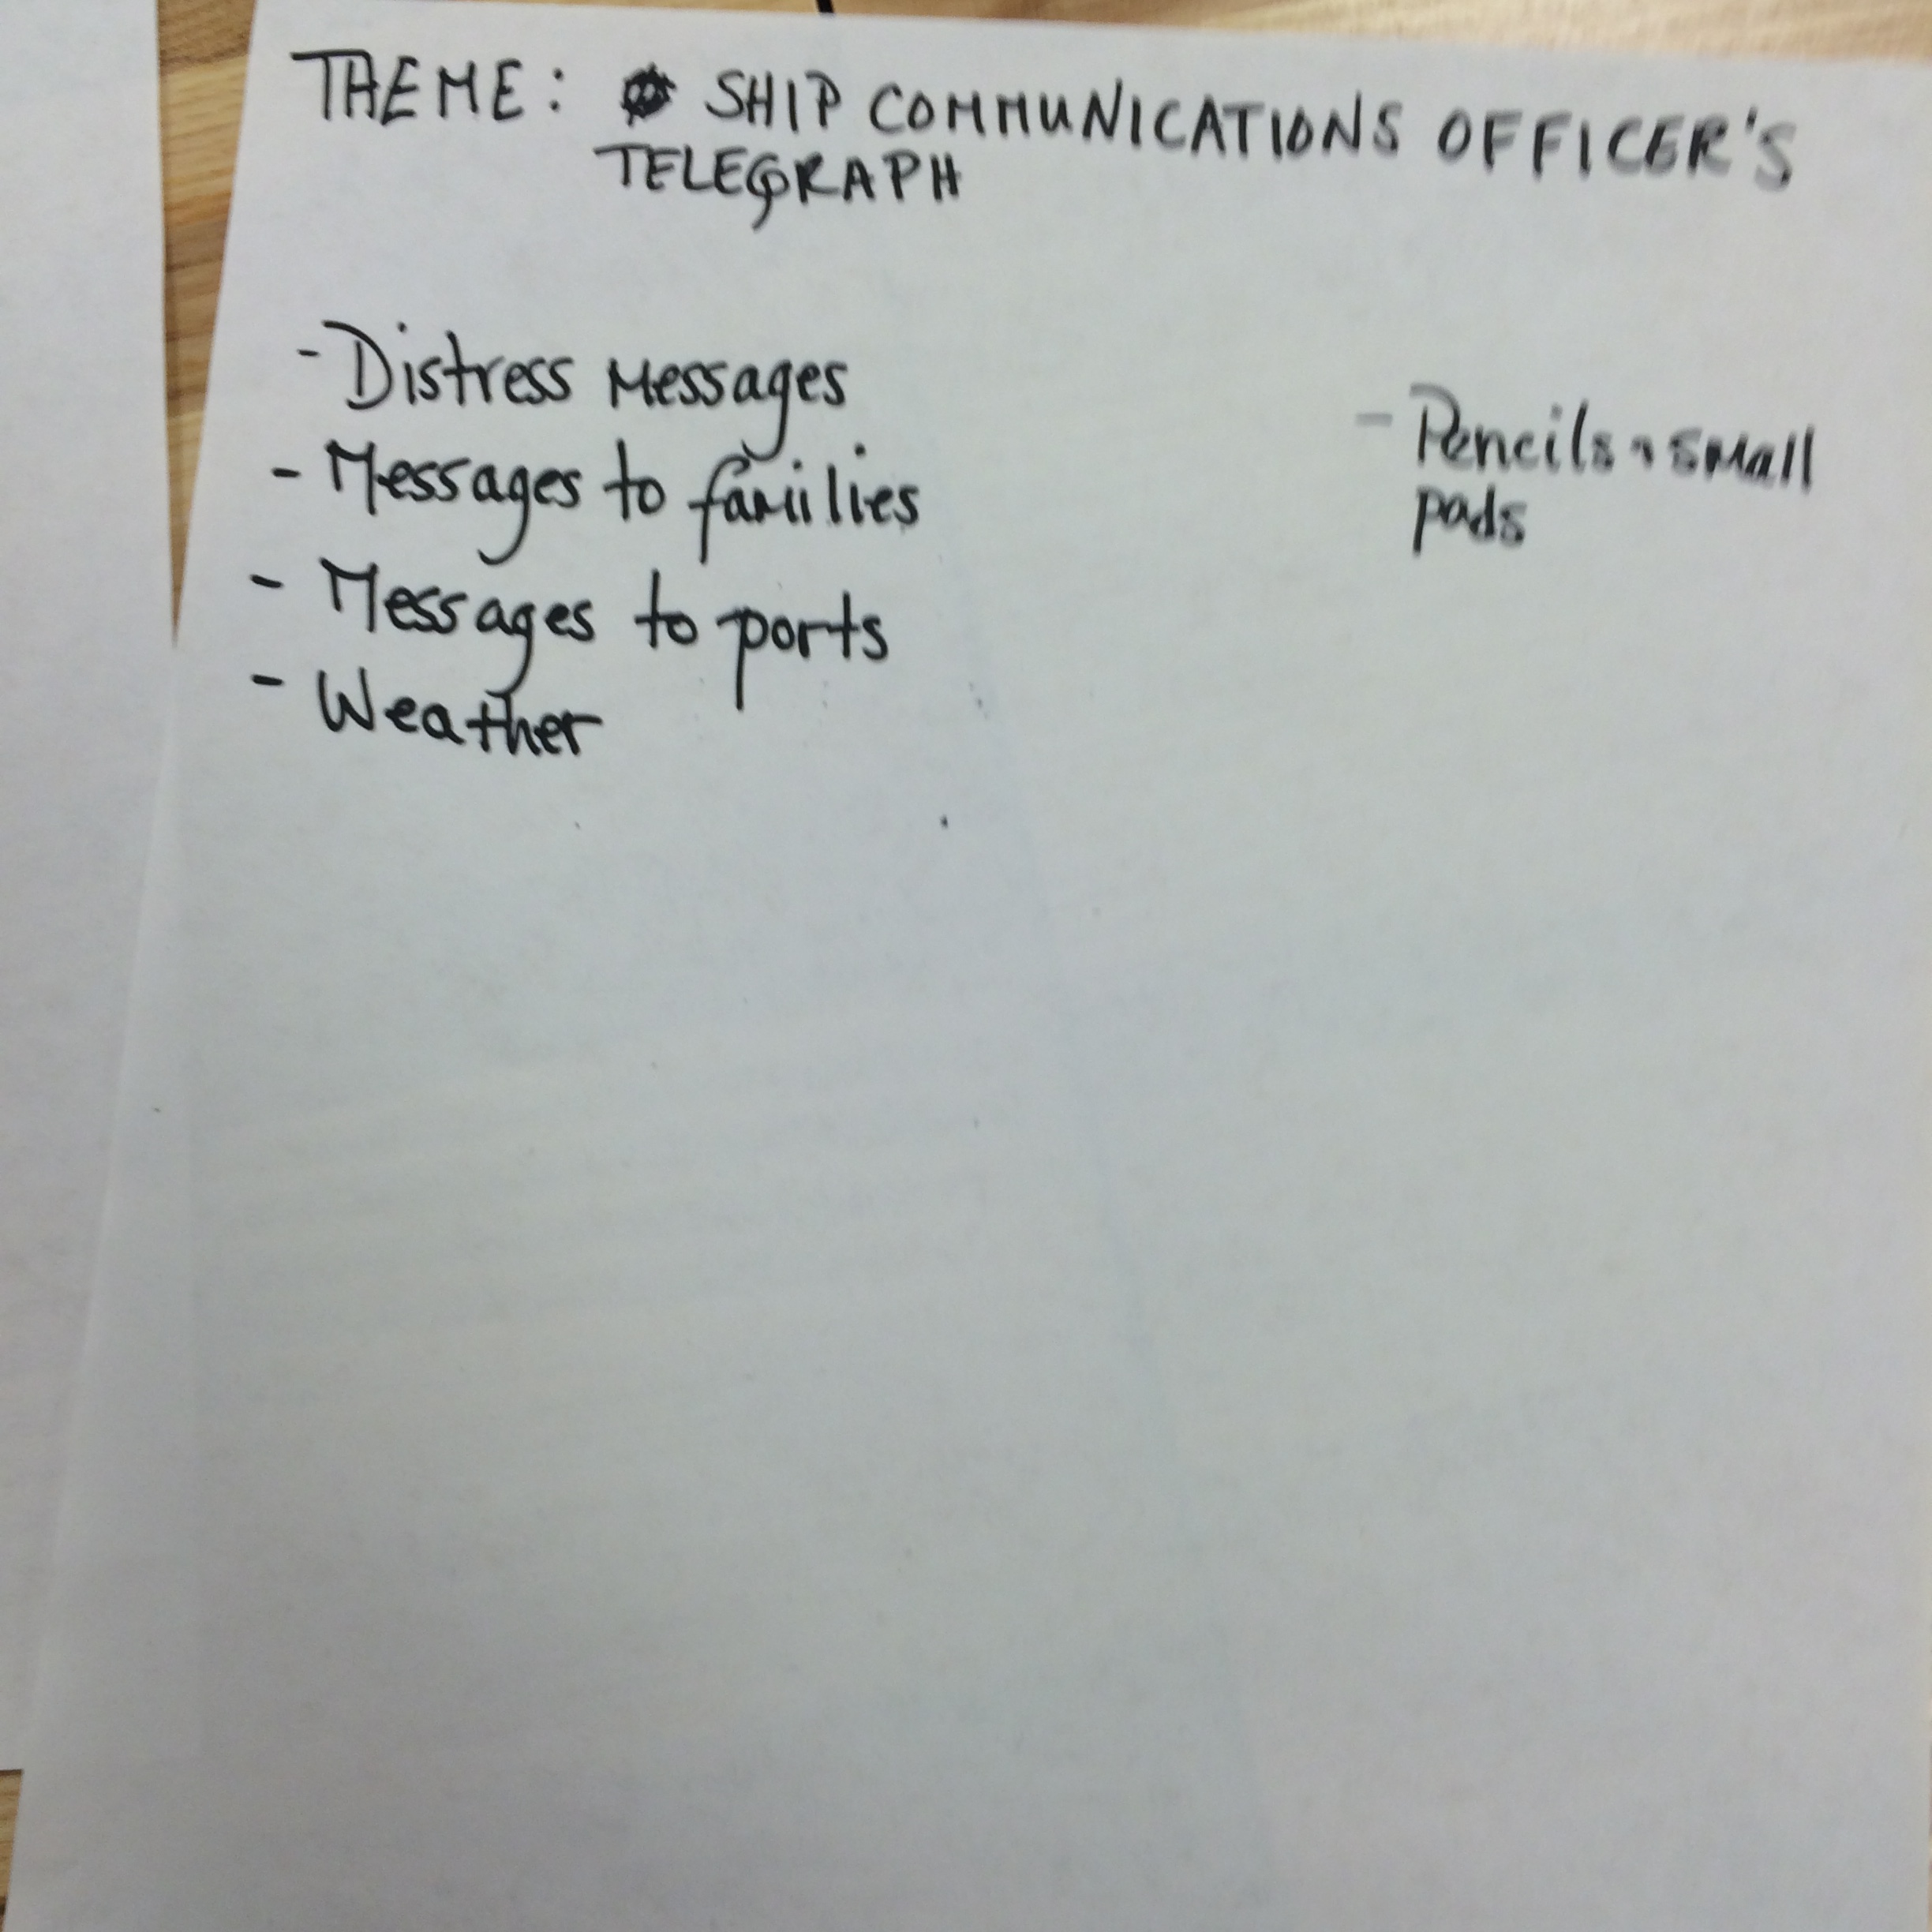 THEME: SHIP COMMUNICATIONS OFFICER'S
TELEGRAPH
- Distress Messages
- Messages to families
- Messages to ports
- Weather
- Pencils + small
pads